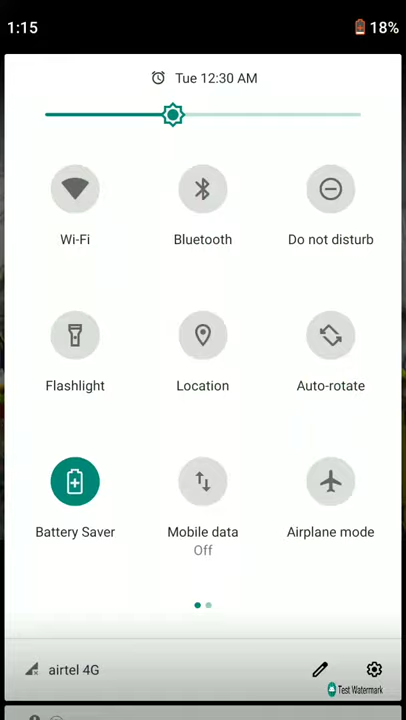 1:15
18%
Tue 12:30 AM
Wi-Fi
Bluetooth
Do not disturb
Flashlight
Location
Auto-rotate
Battery Saver
Mobile data
Off
Airplane mode
airtel 4G
Test Watermark